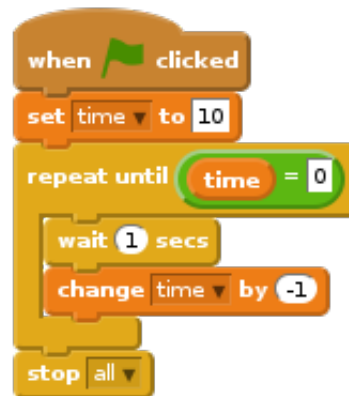 when clicked
set time to 10
repeat until time = 0
wait 1 secs
change time by -1
stop all